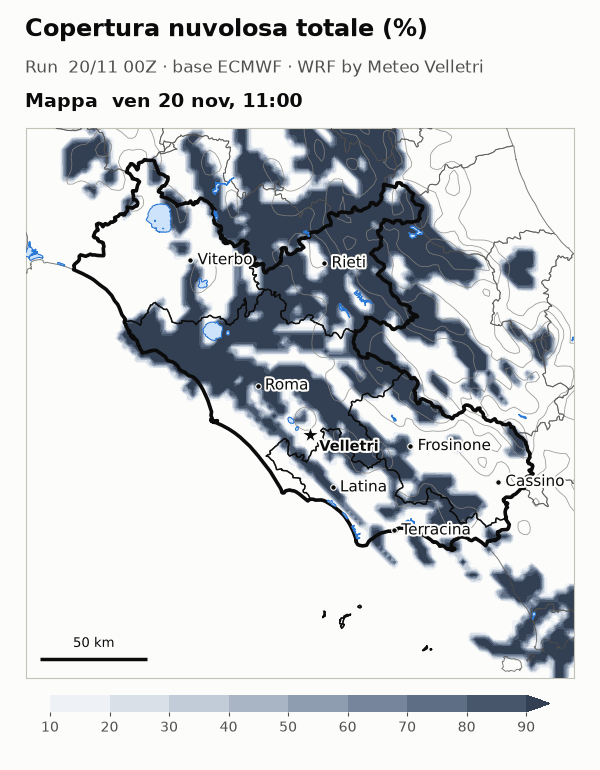 Copertura nuvolosa totale (%)
Run 20/11 00Z · base ECMWF · WRF by Meteo Velletri
Mappa ven 20 nov, 11:00
Viterbo
Rieti
Roma
Velletri
Frosinone
Latina
Cassino
Terracina
50 km
10 20 30 40 50 60 70 80 90